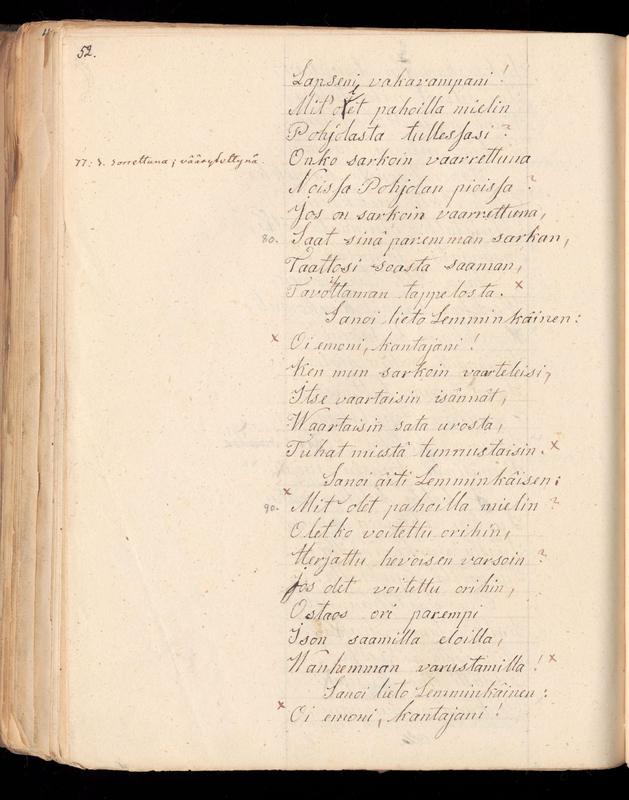 52.
Lapseni, vakavampani!
Mit' olet pahoilla mielin
Pohjolasta tullessasi?
77: s. sorrettuna; vääryytettynä.
Onko sarkoin vaarrettuna
Noissa Pohjolan pioissa?
Jos on sarkoin vaarrettuna,
80. Saat sinä paremman sarkan,
Taattosi soasta saaman,
Tavoittaman tappelosta. ×
Sanoi lieto Lemminkäinen:
× Oi emoni, kantajani!
Ken mun sarkoin vaarteleisi,
Itse vaartaisin isännät,
Waartaisin sata urosta,
Tuhat miestä tunnustaisin. ×
Sanoi äiti Lemminkäisen:
× 90. Mit' olet pahoilla mielin?
Oletko voitettu orihin,
Herjattu hevoisen varsoin?
Jos olet voitettu orihin,
Ostaos ori parempi
Ison saamilla eloilla,
Wanhemman varustamilla! ×
Sanoi lieto Lemminkäinen:
× Oi emoni, kantajani!